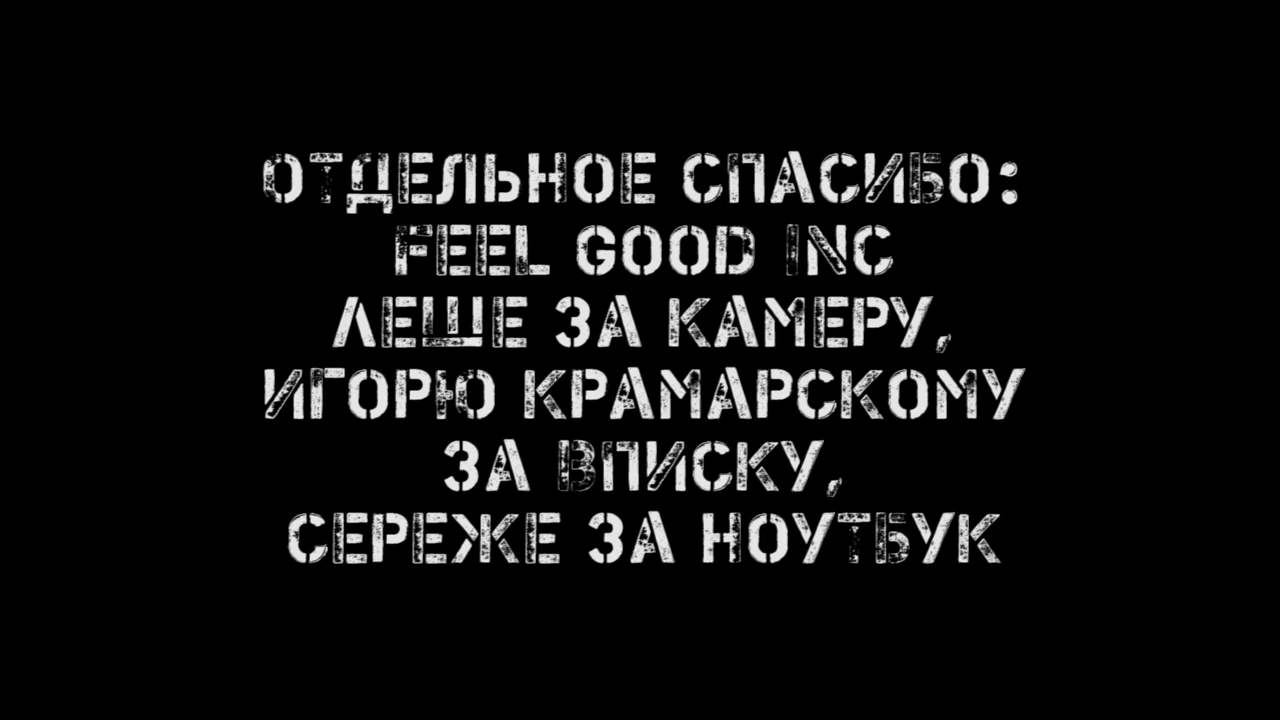 ОТДЕЛЬНОЕ СПАСИБО:
FEEL GOOD INC
ЛЕШЕ ЗА КАМЕРУ,
ИГОРЮ КРАМАРСКОМУ
ЗА ВПИСКУ,
СЕРЕЖЕ ЗА НОУТБУК